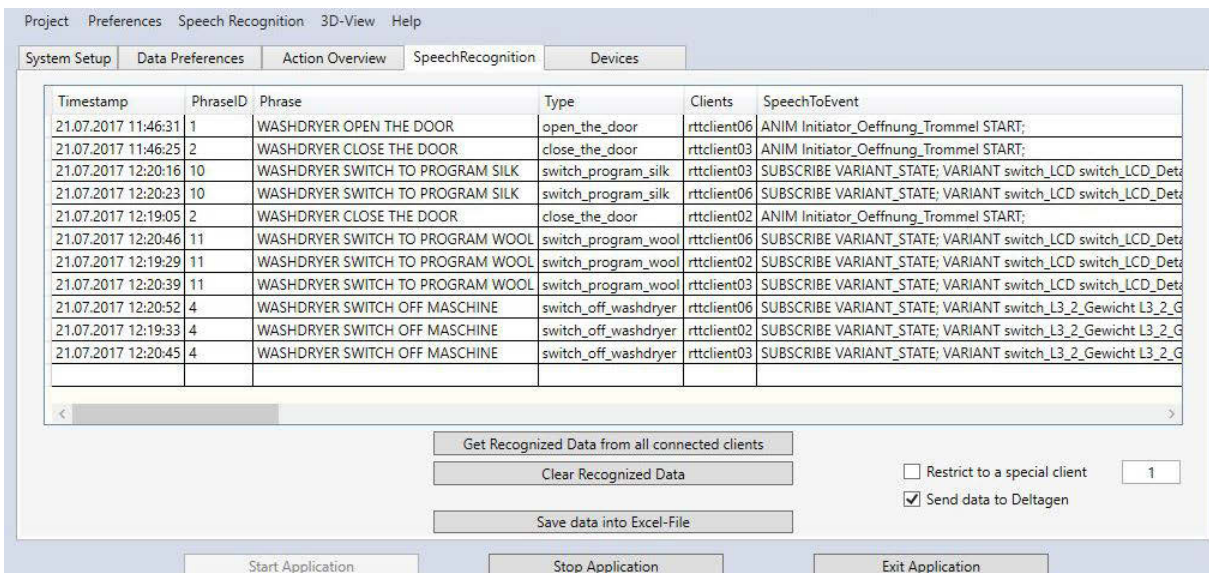 Project Preferences Speech Recognition 3D-View Help
System Setup Data Preferences Action Overview SpeechRecognition Devices
Timestamp PhraseID Phrase Type Clients SpeechToEvent
21.07.2017 11:46:31 1 WASHDRYER OPEN THE DOOR open_the_door rttclient06 ANIM Initiator_Oeffnung_Trommel START;
21.07.2017 11:46:25 2 WASHDRYER CLOSE THE DOOR close_the_door rttclient03 ANIM Initiator_Oeffnung_Trommel START;
21.07.2017 12:20:16 10 WASHDRYER SWITCH TO PROGRAM SILK switch_program_silk rttclient03 SUBSCRIBE VARIANT_STATE; VARIANT switch_LCD switch_LCD_Deta
21.07.2017 12:20:23 10 WASHDRYER SWITCH TO PROGRAM SILK switch_program_silk rttclient06 SUBSCRIBE VARIANT_STATE; VARIANT switch_LCD switch_LCD_Deta
21.07.2017 12:19:05 2 WASHDRYER CLOSE THE DOOR close_the_door rttclient02 ANIM Initiator_Oeffnung_Trommel START;
21.07.2017 12:20:46 11 WASHDRYER SWITCH TO PROGRAM WOOL switch_program_wool rttclient06 SUBSCRIBE VARIANT_STATE; VARIANT switch_LCD switch_LCD_Deta
21.07.2017 12:19:29 11 WASHDRYER SWITCH TO PROGRAM WOOL switch_program_wool rttclient02 SUBSCRIBE VARIANT_STATE; VARIANT switch_LCD switch_LCD_Deta
21.07.2017 12:20:39 11 WASHDRYER SWITCH TO PROGRAM WOOL switch_program_wool rttclient03 SUBSCRIBE VARIANT_STATE; VARIANT switch_LCD switch_LCD_Deta
21.07.2017 12:20:52 4 WASHDRYER SWITCH OFF MASCHINE switch_off_washdryer rttclient06 SUBSCRIBE VARIANT_STATE; VARIANT switch_L3_2_Gewicht L3_2_G
21.07.2017 12:19:33 4 WASHDRYER SWITCH OFF MASCHINE switch_off_washdryer rttclient02 SUBSCRIBE VARIANT_STATE; VARIANT switch_L3_2_Gewicht L3_2_G
21.07.2017 12:20:45 4 WASHDRYER SWITCH OFF MASCHINE switch_off_washdryer rttclient03 SUBSCRIBE VARIANT_STATE; VARIANT switch_L3_2_Gewicht L3_2_G
Get Recognized Data from all connected clients
Clear Recognized Data
Restrict to a special client 1
Send data to Deltagen
Save data into Excel-File
Start Application Stop Application Exit Application